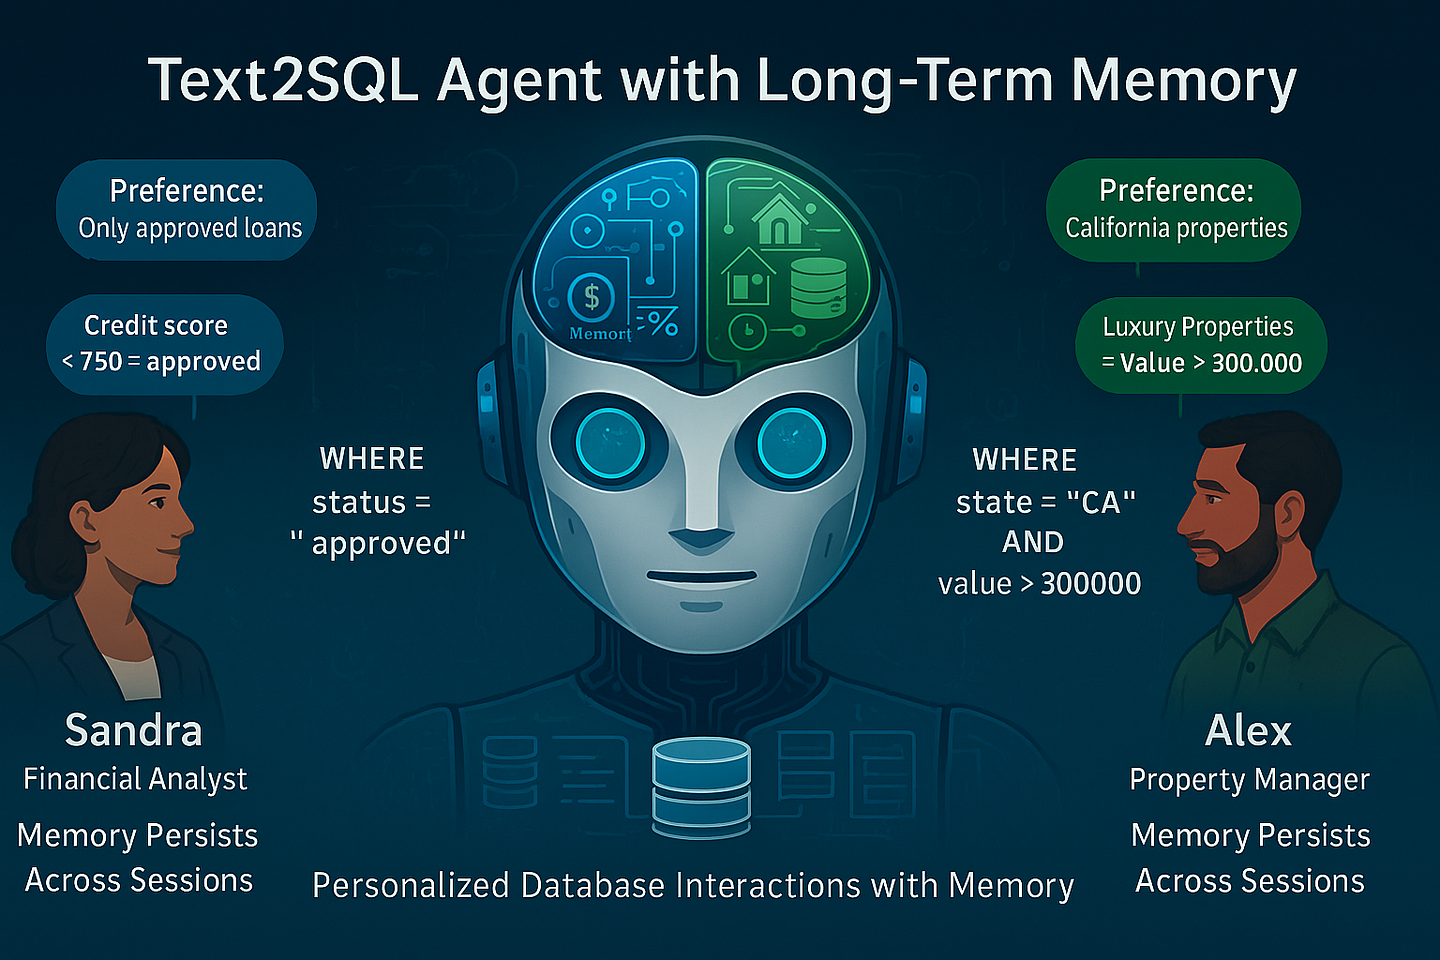 Text2SQL Agent with Long-Term Memory
Preference:
Only approved loans
Credit score
< 750 = approved
WHERE
status =
" approved"
Sandra
Financial Analyst
Memory Persists
Across Sessions
$
%
Memort
Preference:
California properties
Luxury Properties
= Value > 300.000
WHERE
state = "CA"
AND
value > 300000
Alex
Property Manager
Memory Persists
Across Sessions
Personalized Database Interactions with Memory